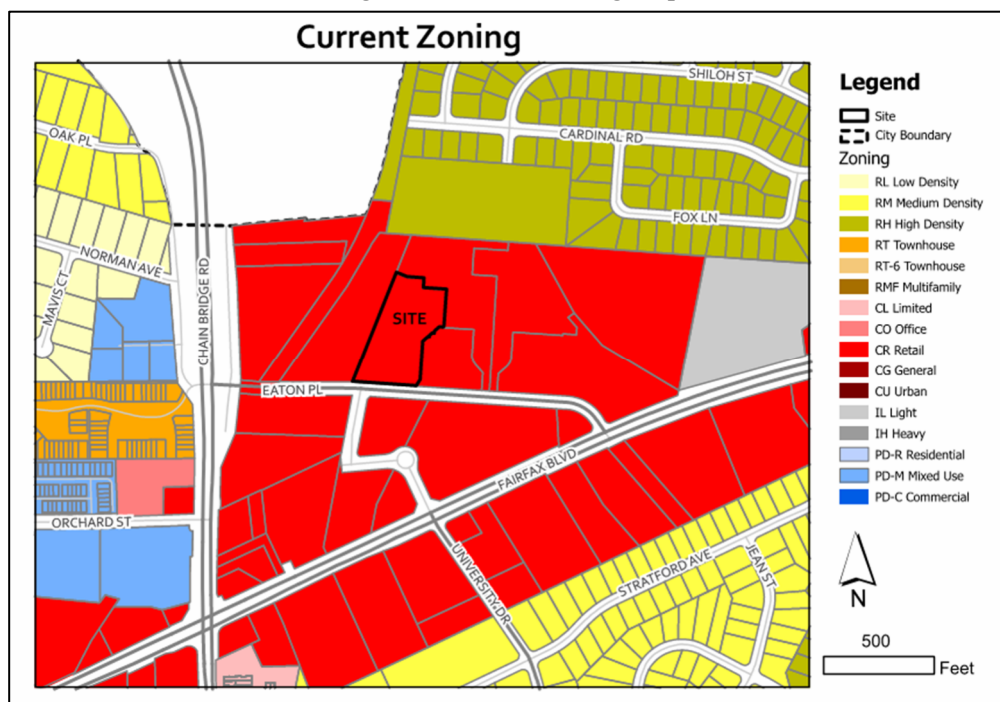 Current Zoning
SHILOH ST
OAK PL
CARDINAL RD
FOX LN
NORMAN AVE
MAVIS CT
CHAIN BRIDGE RD
SITE
EATON PL
FAIRFAX BLVD
ORCHARD ST
UNIVERSITY DR
STRATFORD AVE
JEAN ST
Legend
Site
City Boundary
Zoning
RL Low Density
RM Medium Density
RH High Density
RT Townhouse
RT-6 Townhouse
RMF Multifamily
CL Limited
CO Office
CR Retail
CG General
CU Urban
IL Light
IH Heavy
PD-R Residential
PD-M Mixed Use
PD-C Commercial
N
500
Feet